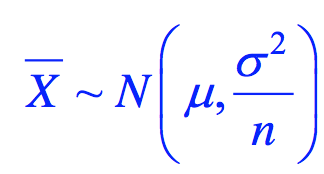 X̄ ~ N(μ, σ²/n)